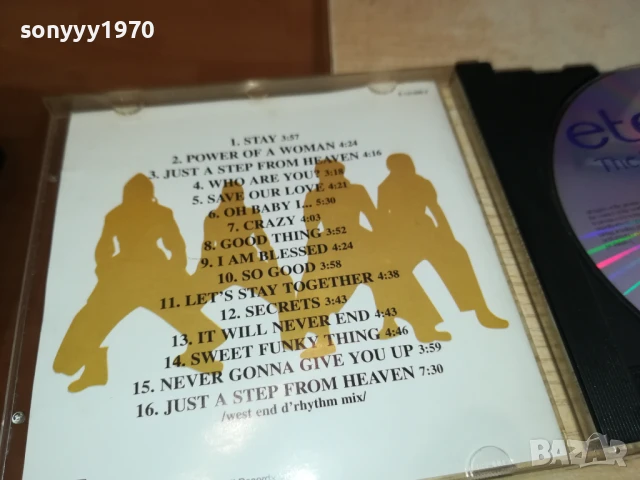 sonyyy1970
1. STAY 3:57
2. POWER OF A WOMAN 4:24
3. JUST A STEP FROM HEAVEN 4:16
4. WHO ARE YOU? 3:18
5. SAVE OUR LOVE 4:21
6. OH BABY I... 5:30
7. CRAZY 4:03
8. GOOD THING 3:52
9. I AM BLESSED 4:24
10. SO GOOD 3:58
11. LET'S STAY TOGETHER 4:38
12. SECRETS 3:43
13. IT WILL NEVER END 4:43
14. SWEET FUNKY THING 4:46
15. NEVER GONNA GIVE YOU UP 3:59
16. JUST A STEP FROM HEAVEN 7:30
/west end d'rhythm mix/
ete
BAZAR